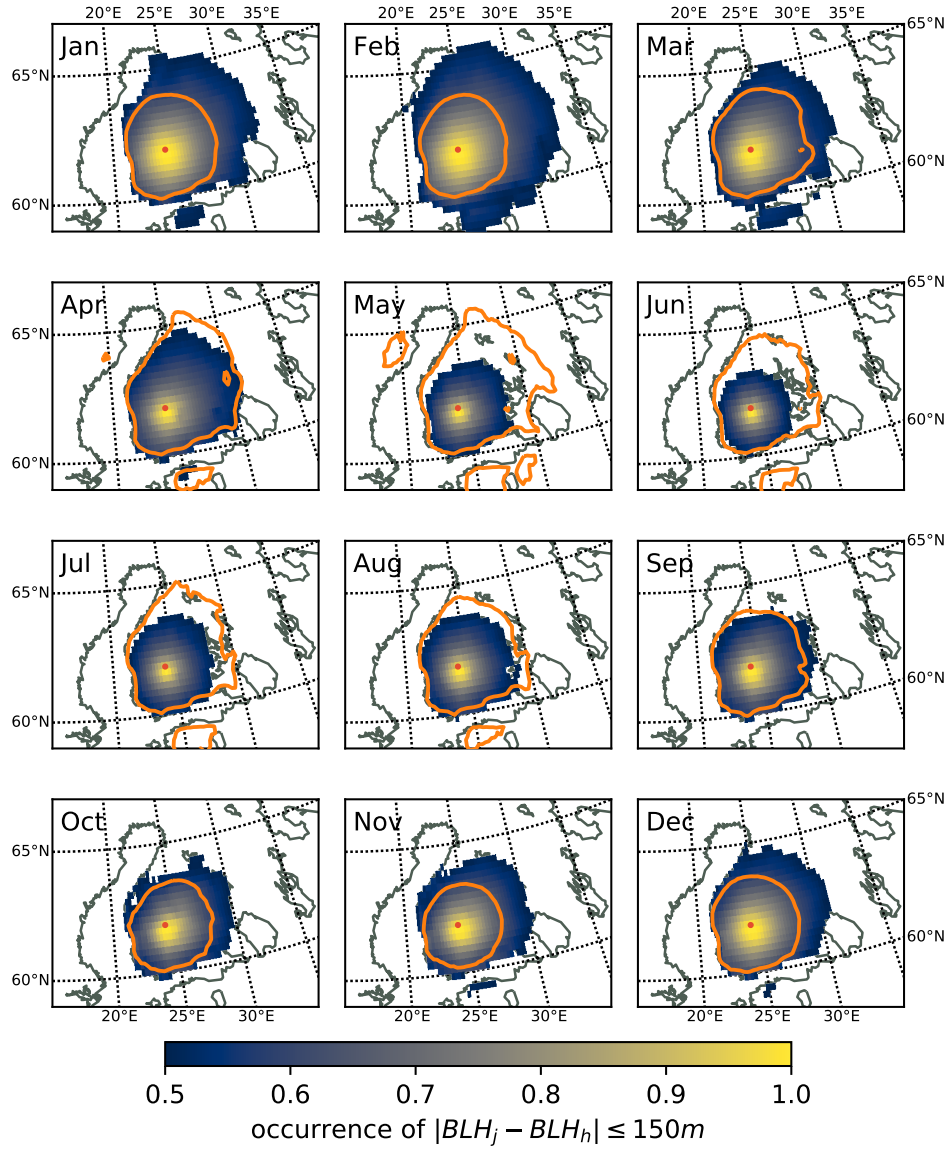 20°E 25°E 30°E 35°E 20°E 25°E 30°E 35°E
65°N
Jan Feb Mar
65°N
60°N
60°N
65°N
Apr May Jun
65°N
60°N
60°N
65°N
Jul Aug Sep
65°N
60°N
60°N
65°N
Oct Nov Dec
65°N
60°N
60°N
20°E 25°E 30°E 20°E 25°E 30°E 20°E 25°E 30°E
0.5 0.6 0.7 0.8 0.9 1.0
occurrence of |BLH_j − BLH_h| ≤ 150m